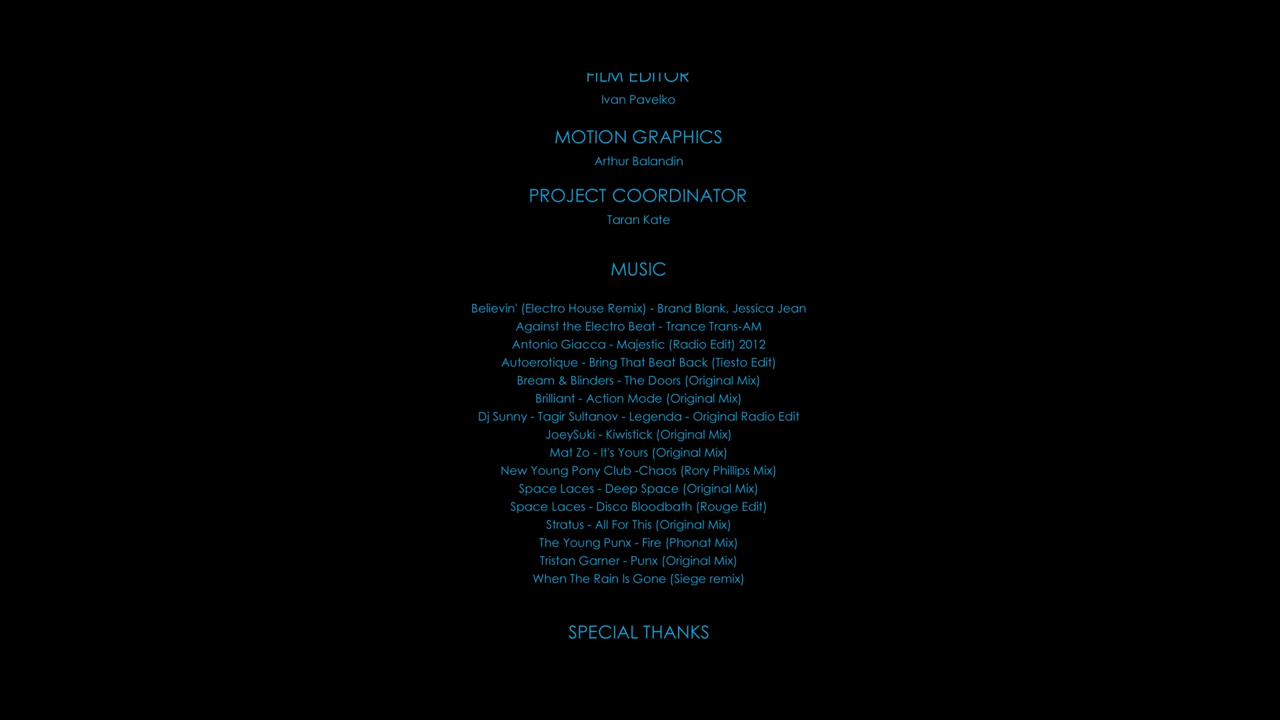 FILM EDITOR
Ivan Pavelko
MOTION GRAPHICS
Arthur Balandin
PROJECT COORDINATOR
Taran Kate
MUSIC
Believin' (Electro House Remix) - Brand Blank, Jessica Jean
Against the Electro Beat - Trance Trans-AM
Antonio Giacca - Majestic (Radio Edit) 2012
Autoerotique - Bring That Beat Back (Tiesto Edit)
Bream & Blinders - The Doors (Original Mix)
Brilliant - Action Mode (Original Mix)
Dj Sunny - Tagir Sultanov - Legenda - Original Radio Edit
JoeySuki - Kiwistick (Original Mix)
Mat Zo - It's Yours (Original Mix)
New Young Pony Club -Chaos (Rory Phillips Mix)
Space Laces - Deep Space (Original Mix)
Space Laces - Disco Bloodbath (Rouge Edit)
Stratus - All For This (Original Mix)
The Young Punx - Fire (Phonat Mix)
Tristan Garner - Punx (Original Mix)
When The Rain Is Gone (Siege remix)
SPECIAL THANKS